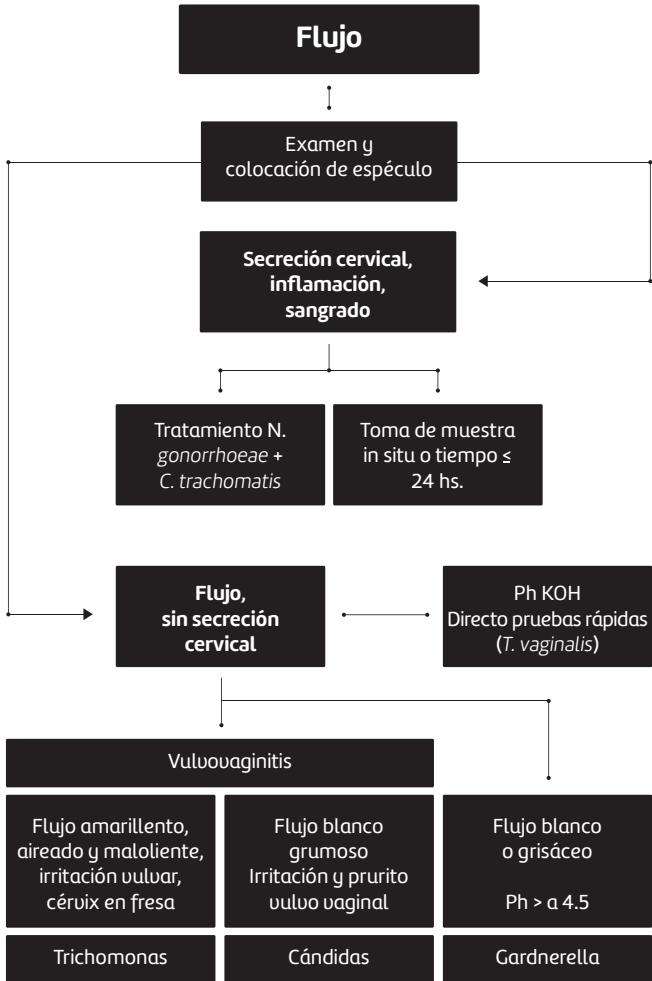 Flujo
Examen y
colocación de espéculo
Secreción cervical,
inflamación,
sangrado
Tratamiento N.
gonorrhoeae +
C. trachomatis
Toma de muestra
in situ o tiempo ≤
24 hs.
Flujo,
sin secreción
cervical
Ph KOH
Directo pruebas rápidas
(T. vaginalis)
Vulvovaginitis
Flujo amarillento,
aireado y maloliente,
irritación vulvar,
cérvix en fresa
Flujo blanco
grumoso
Irritación y prurito
vulvo vaginal
Flujo blanco
o grisáceo
Ph > a 4.5
Trichomonas
Cándidas
Gardnerella